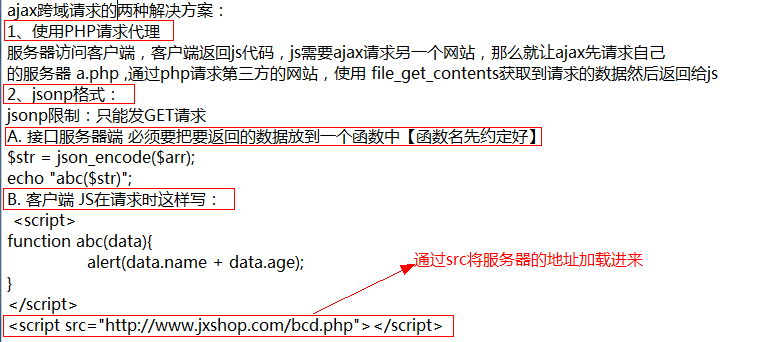 ajax跨域请求的两种解决方案：
1、使用PHP请求代理
服务器访问客户端，客户端返回js代码，js需要ajax请求另一个网站，那么就让ajax先请求自己
的服务器 a.php ,通过php请求第三方的网站，使用 file_get_contents获取到请求的数据然后返回给js
2、jsonp格式：
jsonp限制：只能发GET请求
A. 接口服务器端 必须要把要返回的数据放到一个函数中【函数名先约定好】
$str = json_encode($arr);
echo "abc($str)";
B. 客户端 JS在请求时这样写：
<script>
function abc(data){
alert(data.name + data.age);
}
</script>
通过src将服务器的地址加载进来
<script src="http://www.jxshop.com/bcd.php"></script>